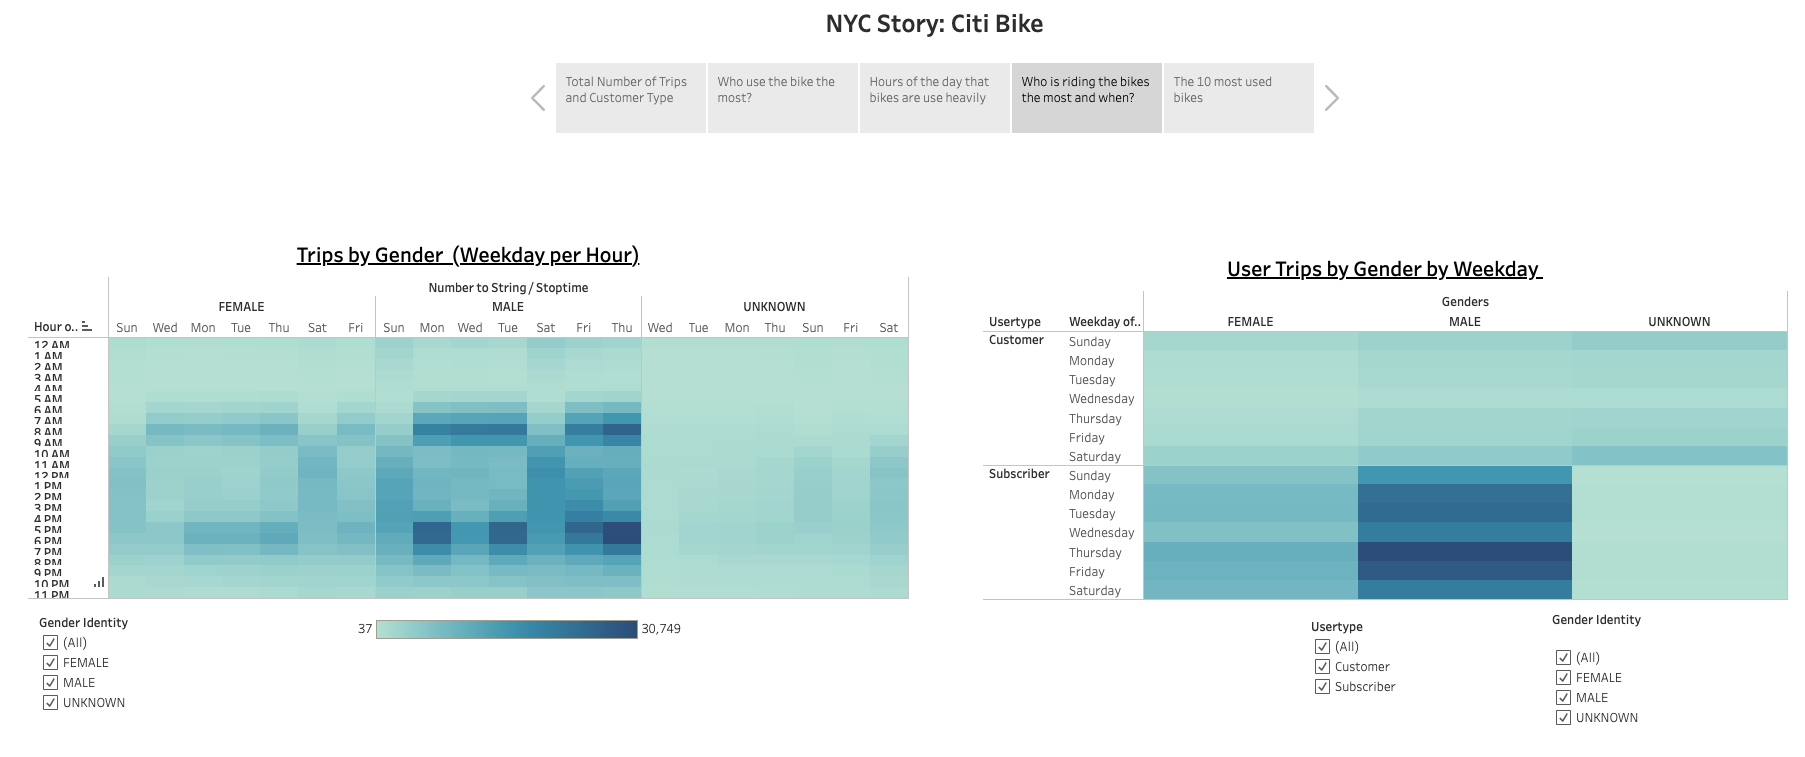 NYC Story: Citi Bike
Total Number of Trips and Customer Type
Who use the bike the most?
Hours of the day that bikes are use heavily
Who is riding the bikes the most and when?
The 10 most used bikes
Trips by Gender  (Weekday per Hour)
Number to String / Stoptime
FEMALE MALE UNKNOWN
Hour o.. Sun Wed Mon Tue Thu Sat Fri Sun Mon Wed Tue Sat Fri Thu Wed Tue Mon Thu Sun Fri Sat
12 AM
1 AM
2 AM
3 AM
4 AM
5 AM
6 AM
7 AM
8 AM
9 AM
10 AM
11 AM
12 PM
1 PM
2 PM
3 PM
4 PM
5 PM
6 PM
7 PM
8 PM
9 PM
10 PM
11 PM
Gender Identity
(All)
FEMALE
MALE
UNKNOWN
37 30,749
User Trips by Gender by Weekday
Genders
Usertype Weekday of.. FEMALE MALE UNKNOWN
Customer Sunday
Monday
Tuesday
Wednesday
Thursday
Friday
Saturday
Subscriber Sunday
Monday
Tuesday
Wednesday
Thursday
Friday
Saturday
Usertype
(All)
Customer
Subscriber
Gender Identity
(All)
FEMALE
MALE
UNKNOWN